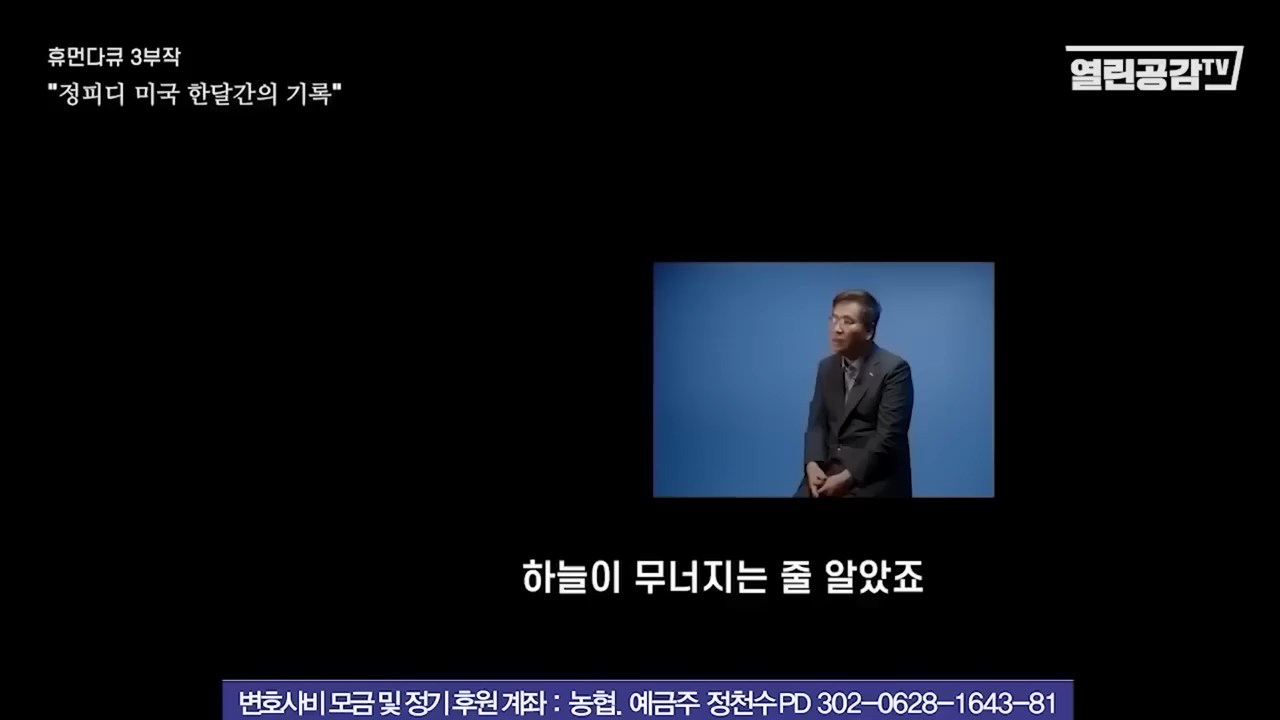 휴먼다큐 3부작
"정피디 미국 한달간의 기록"
열린공감TV
하늘이 무너지는 줄 알았죠
변호사비 모금 및 정기 후원 계좌 : 농협. 예금주 정천수PD 302-0628-1643-81